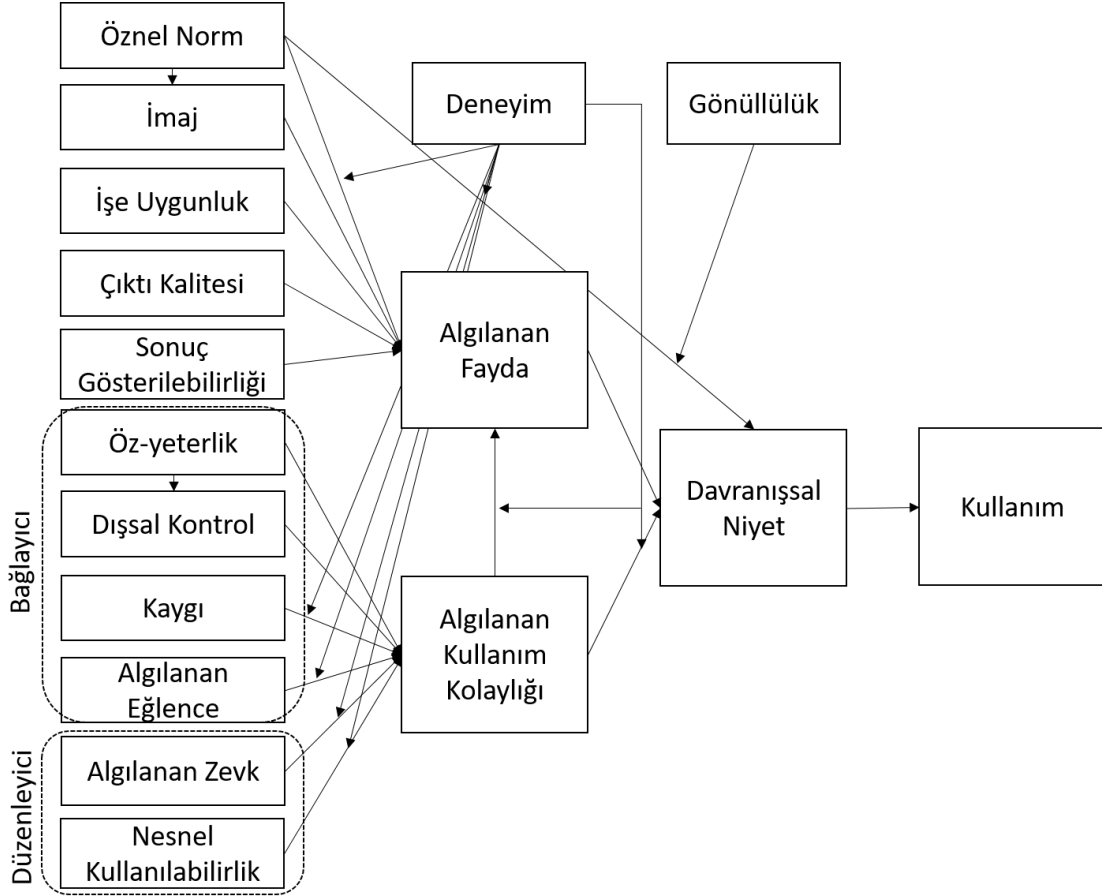 Öznel Norm
İmaj
İşe Uygunluk
Çıktı Kalitesi
Sonuç
Gösterilebilirliği
Bağlayıcı
Öz-yeterlik
Dışsal Kontrol
Kaygı
Algılanan
Eğlence
Düzenleyici
Algılanan Zevk
Nesnel
Kullanılabilirlik
Deneyim
Gönüllülük
Algılanan
Fayda
Algılanan
Kullanım
Kolaylığı
Davranışsal
Niyet
Kullanım